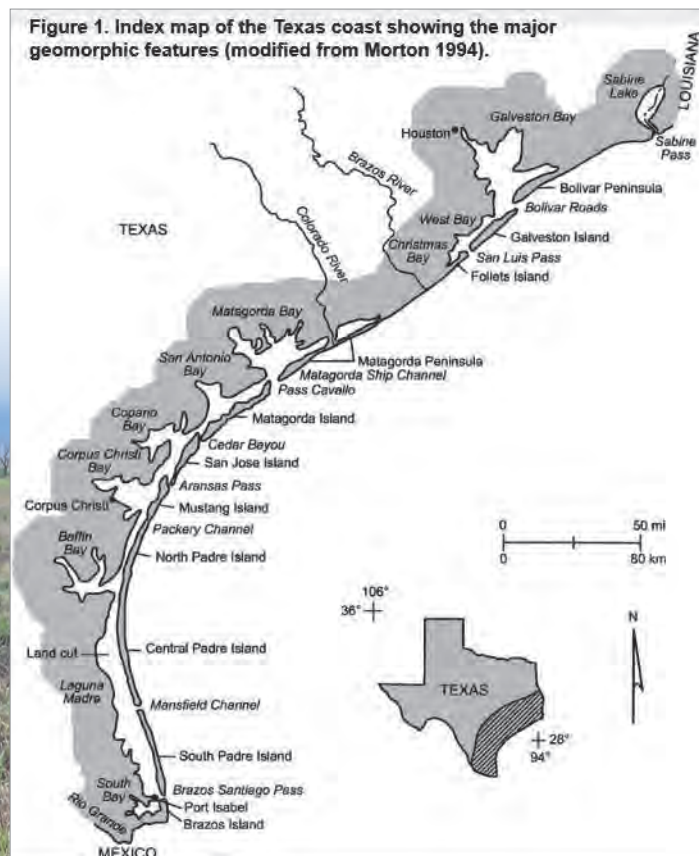 Figure 1. Index map of the Texas coast showing the major
geomorphic features (modified from Morton 1994).
LOUISIANA
Sabine
Lake
Galveston Bay
Houston
Sabine
Pass
Brazos River
Bolivar Peninsula
Colorado River
West Bay
Bolivar Roads
TEXAS
Christmas
Bay
Galveston Island
San Luis Pass
Follets Island
Matagorda Bay
San Antonio
Bay
Matagorda Peninsula
Matagorda Ship Channel
Pass Cavallo
Copano
Bay
Matagorda Island
Cedar Bayou
Corpus Christi
Bay
San Jose Island
Aransas Pass
Corpus Christi
Mustang Island
Packery Channel
0 50 mi
0 80 km
Baffin
Bay
North Padre Island
106°
36°
N
Land cut
Central Padre Island
TEXAS
Laguna
Madre
Mansfield Channel
28°
94°
South Padre Island
South
Bay
Brazos Santiago Pass
Port Isabel
Rio Grande
Brazos Island
MEXICO